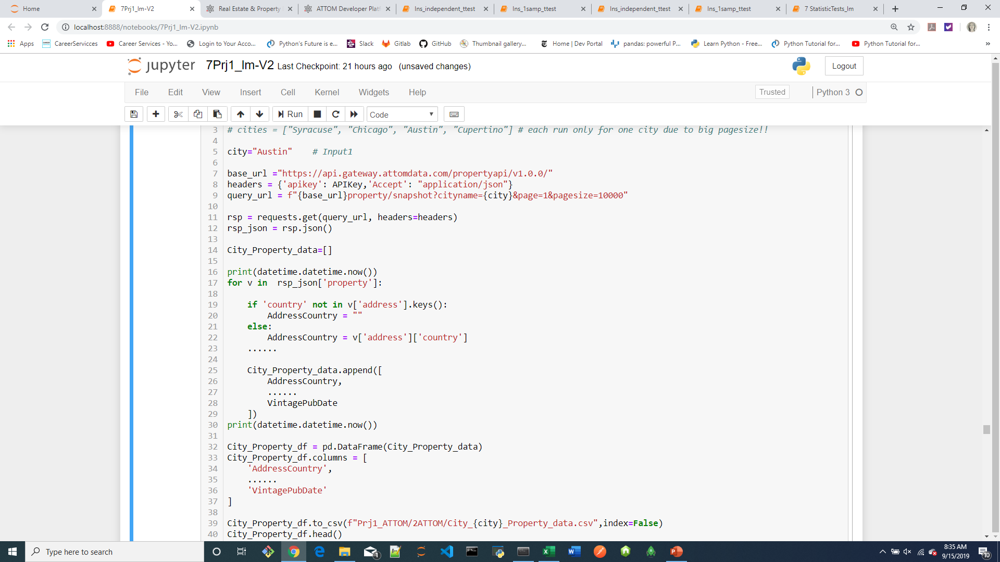 Home
7Prj1_lm-V2
Real Estate & Property
ATTOM Developer Plat
Ins_independent_ttest
Ins_1samp_ttest
Ins_independent_ttest
Ins_1samp_ttest
7 StatisticTests_lm
localhost:8888/notebooks/7Prj1_lm-V2.ipynb
Apps
CareerServicces
Career Services - Yo...
Login to Your Acco...
Python's Future is e...
Slack
Gitlab
GitHub
Thumbnail gallery...
Home | Dev Portal
pandas: powerful P...
Learn Python - Free...
Python Tutorial for...
Python Tutorial for...
»
jupyter 7Prj1_lm-V2 Last Checkpoint: 21 hours ago (unsaved changes)
Logout
File Edit View Insert Cell Kernel Widgets Help
Trusted
Python 3
Run
Code
3 # cities = ["Syracuse", "Chicago", "Austin", "Cupertino"] # each run only for one city due to big pagesize!!
4
5 city="Austin"    # Input1
6
7 base_url ="https://api.gateway.attomdata.com/propertyapi/v1.0.0/"
8 headers = {'apikey': APIKey,'Accept': "application/json"}
9 query_url = f"{base_url}property/snapshot?cityname={city}&page=1&pagesize=10000"
10
11 rsp = requests.get(query_url, headers=headers)
12 rsp_json = rsp.json()
13
14 City_Property_data=[]
15
16 print(datetime.datetime.now())
17 for v in  rsp_json['property']:
18
19     if 'country' not in v['address'].keys():
20         AddressCountry = ""
21     else:
22         AddressCountry = v['address']['country']
23     ......
24
25     City_Property_data.append([
26         AddressCountry,
27         ......
28         VintagePubDate
29     ])
30 print(datetime.datetime.now())
31
32 City_Property_df = pd.DataFrame(City_Property_data)
33 City_Property_df.columns = [
34     'AddressCountry',
35     ......
36     'VintagePubDate'
37 ]
38
39 City_Property_df.to_csv(f"Prj1_ATTOM/2ATTOM/City_{city}_Property_data.csv",index=False)
40 City_Property_df.head()
Type here to search
1
8:35 AM
9/15/2019
10